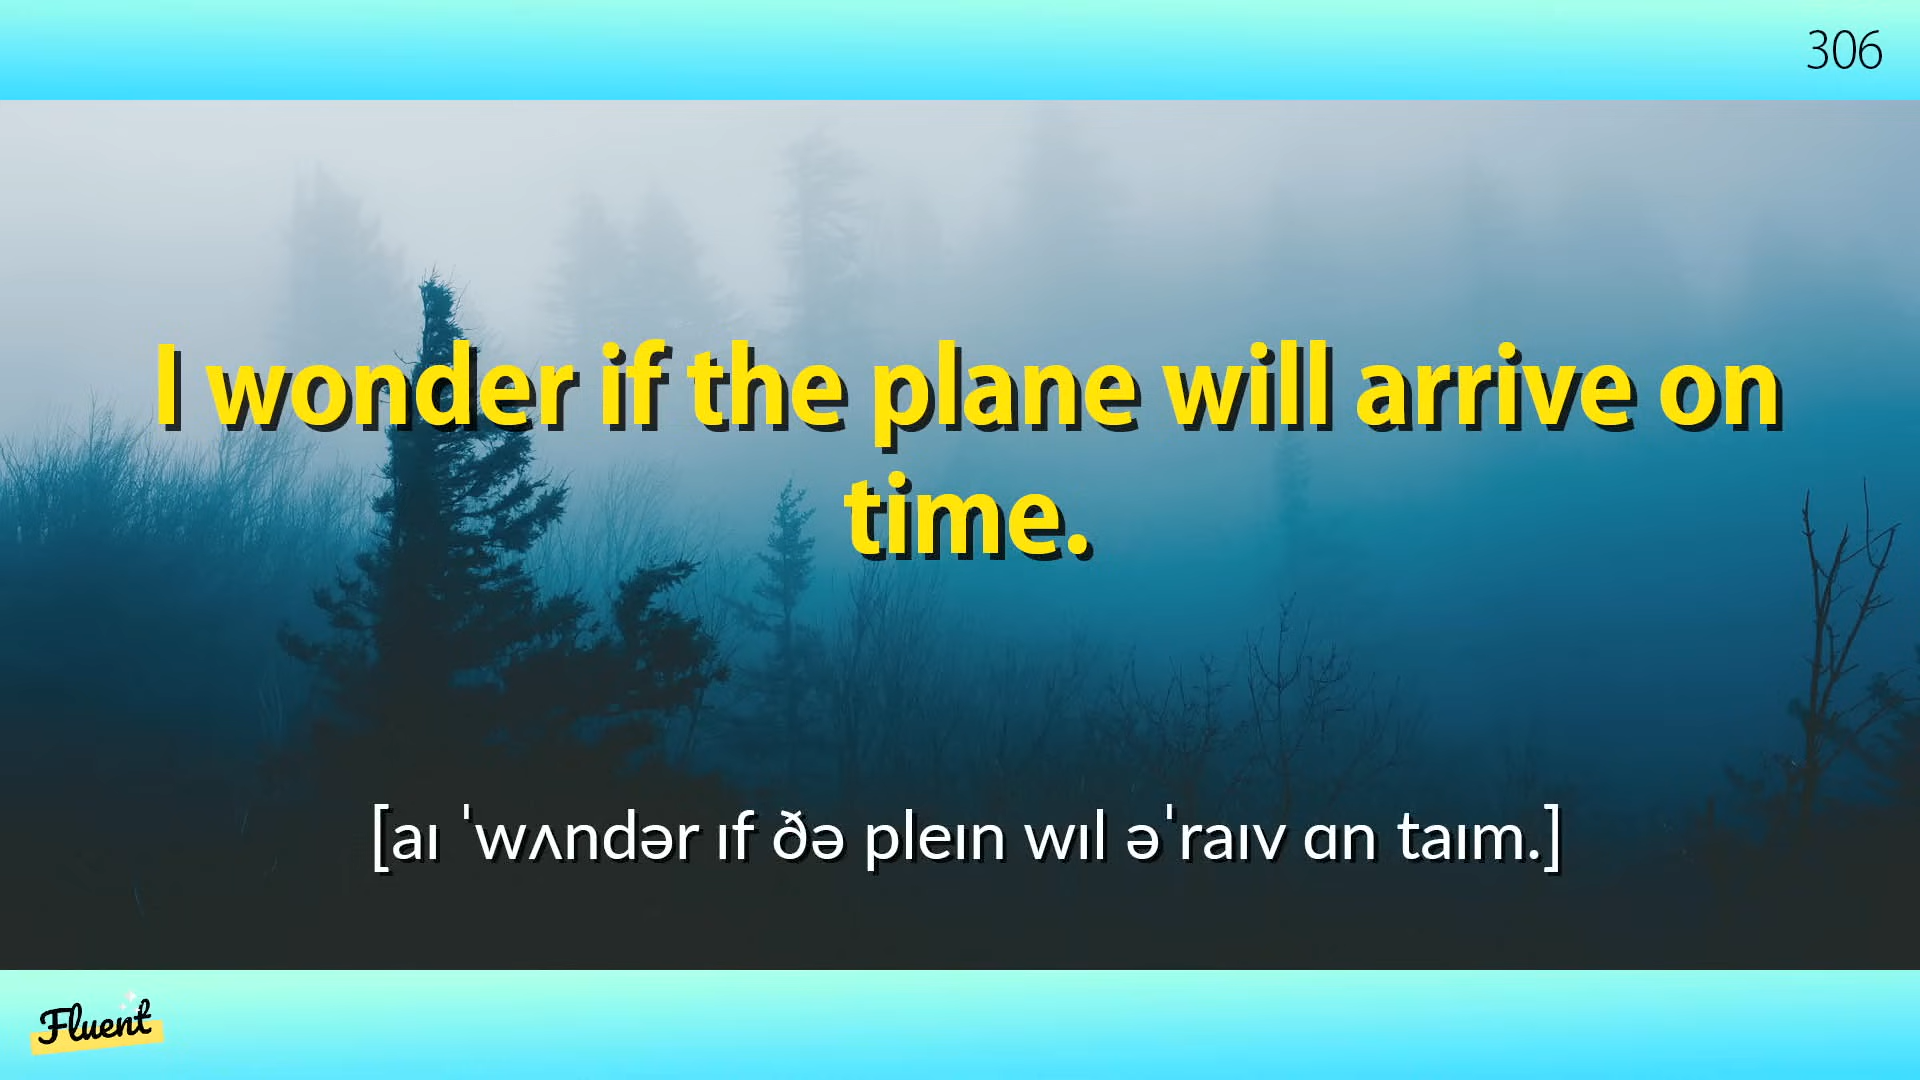 306
I wonder if the plane will arrive on
time.
[aɪ ˈwʌndər ɪf ðə pleɪn wɪl əˈraɪv ɑn taɪm.]
Fluent